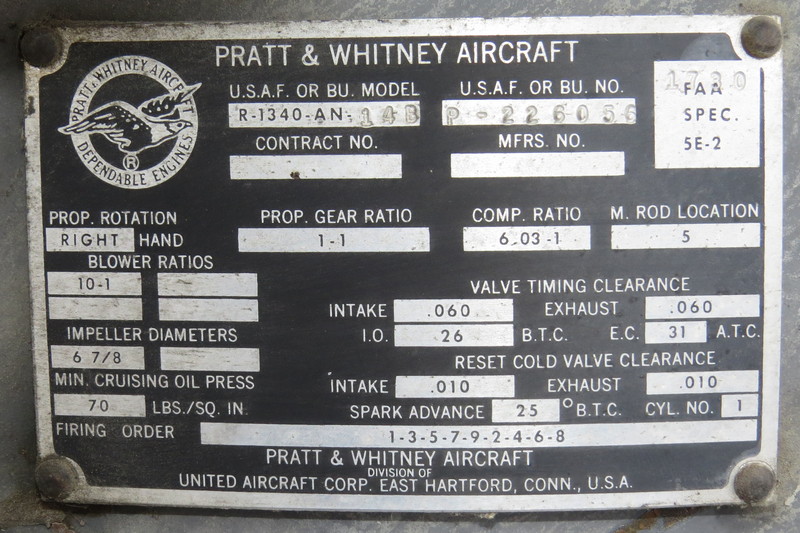 PRATT & WHITNEY AIRCRAFT
PRATT & WHITNEY AIRCRAFT
DEPENDABLE ENGINES
®
U.S.A.F. OR BU. MODEL U.S.A.F. OR BU. NO.
R-1340-AN-14B P-226056
1730
FAA
SPEC.
5E-2
CONTRACT NO. MFRS. NO.
PROP. ROTATION PROP. GEAR RATIO COMP. RATIO M. ROD LOCATION
RIGHT HAND 1-1 6.03-1 5
BLOWER RATIOS
10-1
VALVE TIMING CLEARANCE
INTAKE .060 EXHAUST .060
IMPELLER DIAMETERS
I.O. 26 B.T.C. E.C. 31 A.T.C.
6 7/8
RESET COLD VALVE CLEARANCE
MIN. CRUISING OIL PRESS
INTAKE .010 EXHAUST .010
70 LBS./SQ. IN.
SPARK ADVANCE 25 ° B.T.C. CYL. NO. 1
FIRING ORDER 1-3-5-7-9-2-4-6-8
PRATT & WHITNEY AIRCRAFT
DIVISION OF
UNITED AIRCRAFT CORP. EAST HARTFORD, CONN., U.S.A.